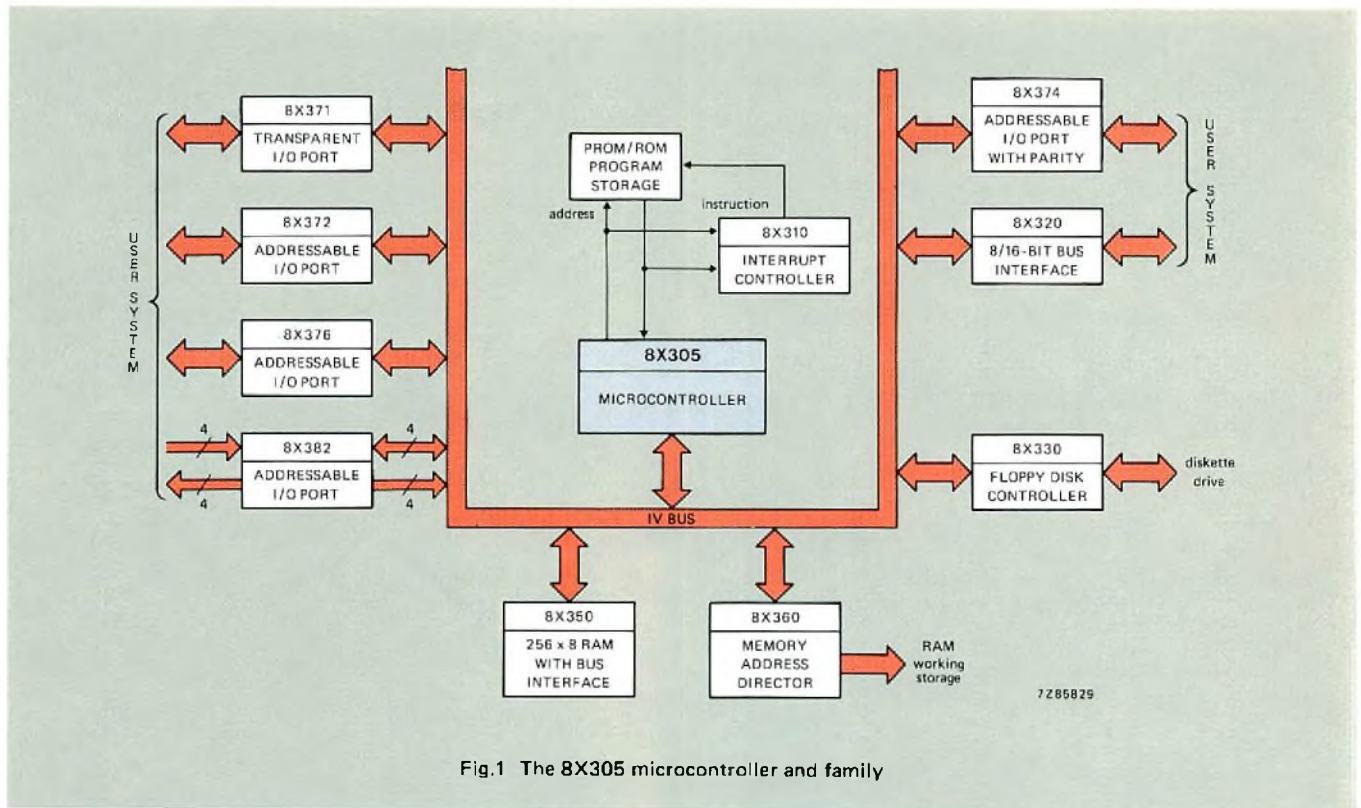 8X371
TRANSPARENT
I/O PORT
8X372
ADDRESSABLE
I/O PORT
8X376
ADDRESSABLE
I/O PORT
4
4
8X382
ADDRESSABLE
I/O PORT
4
4
USER SYSTEM
PROM/ROM
PROGRAM
STORAGE
address
instruction
8X310
INTERRUPT
CONTROLLER
8X305
MICROCONTROLLER
IV BUS
8X350
256 x 8 RAM
WITH BUS
INTERFACE
8X360
MEMORY
ADDRESS
DIRECTOR
RAM
working
storage
8X374
ADDRESSABLE
I/O PORT
WITH PARITY
8X320
8/16-BIT BUS
INTERFACE
USER SYSTEM
8X330
FLOPPY DISK
CONTROLLER
diskette
drive
7Z85829
Fig.1 The 8X305 microcontroller and family